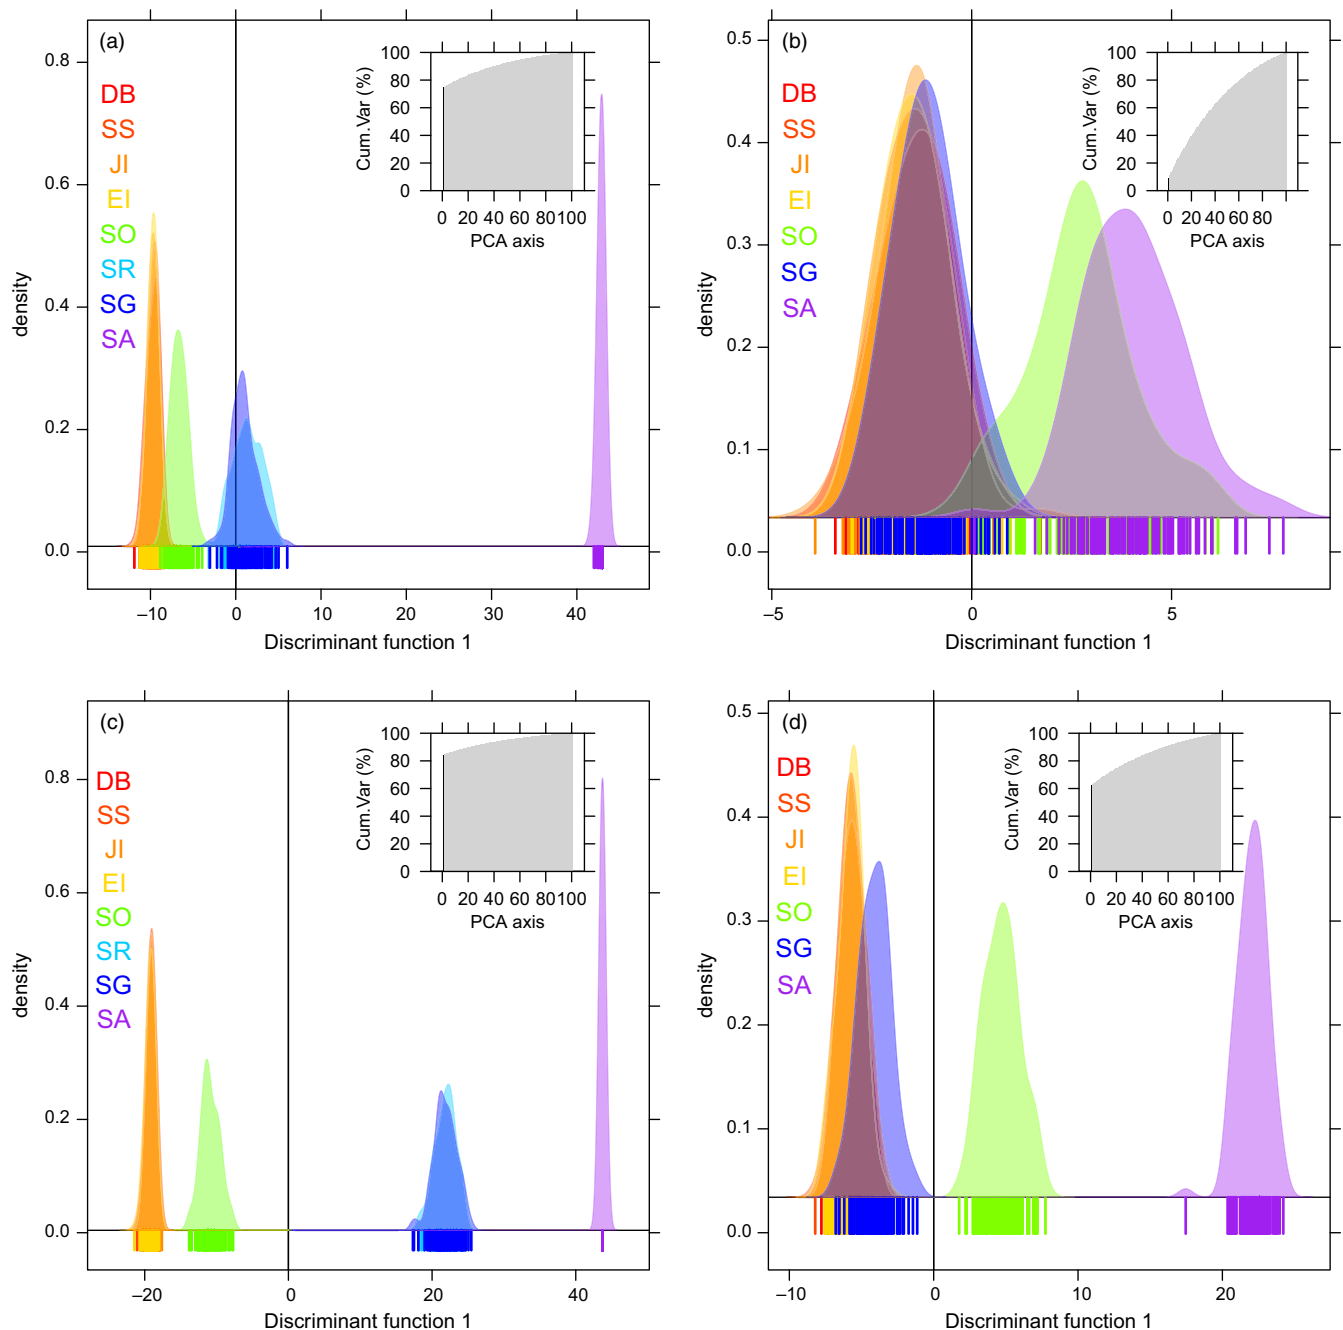 (a)
DB
SS
JI
EI
SO
SR
SG
SA
density
0.8
0.6
0.4
0.2
0.0
–10
0
10
20
30
40
Discriminant function 1
Cum.Var (%)
100
80
60
40
20
0
0 20 40 60 80 100
PCA axis
(b)
DB
SS
JI
EI
SO
SG
SA
density
0.5
0.4
0.3
0.2
0.1
0.0
–5
0
5
Discriminant function 1
Cum.Var (%)
100
80
60
40
20
0
0 20 40 60 80
PCA axis
(c)
DB
SS
JI
EI
SO
SR
SG
SA
density
0.8
0.6
0.4
0.2
0.0
–20
0
20
40
Discriminant function 1
Cum.Var (%)
100
80
60
40
20
0
0 20 40 60 80 100
PCA axis
(d)
DB
SS
JI
EI
SO
SG
SA
density
0.5
0.4
0.3
0.2
0.1
0.0
–10
0
10
20
Discriminant function 1
Cum.Var (%)
100
80
60
40
20
0
0 20 40 60 80 100
PCA axis